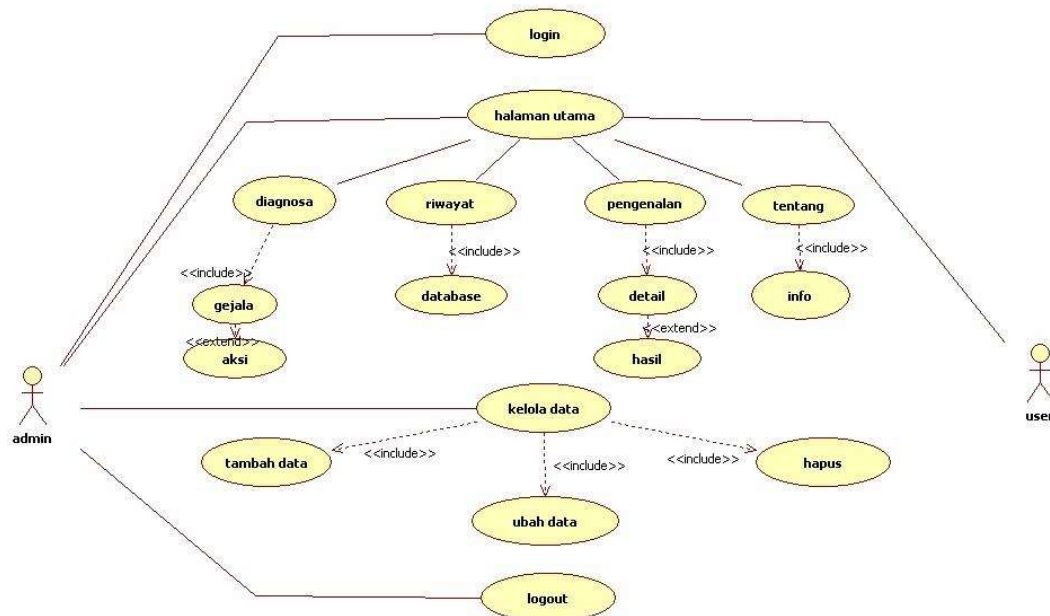 login
halaman utama
diagnosa
riwayat
pengenalan
tentang
<<include>>
<<include>>
<<include>>
<<include>>
gejala
database
detail
info
<<extend>>
<<extend>>
aksi
hasil
admin
user
kelola data
tambah data
<<include>>
<<include>>
<<include>>
hapus
ubah data
logout